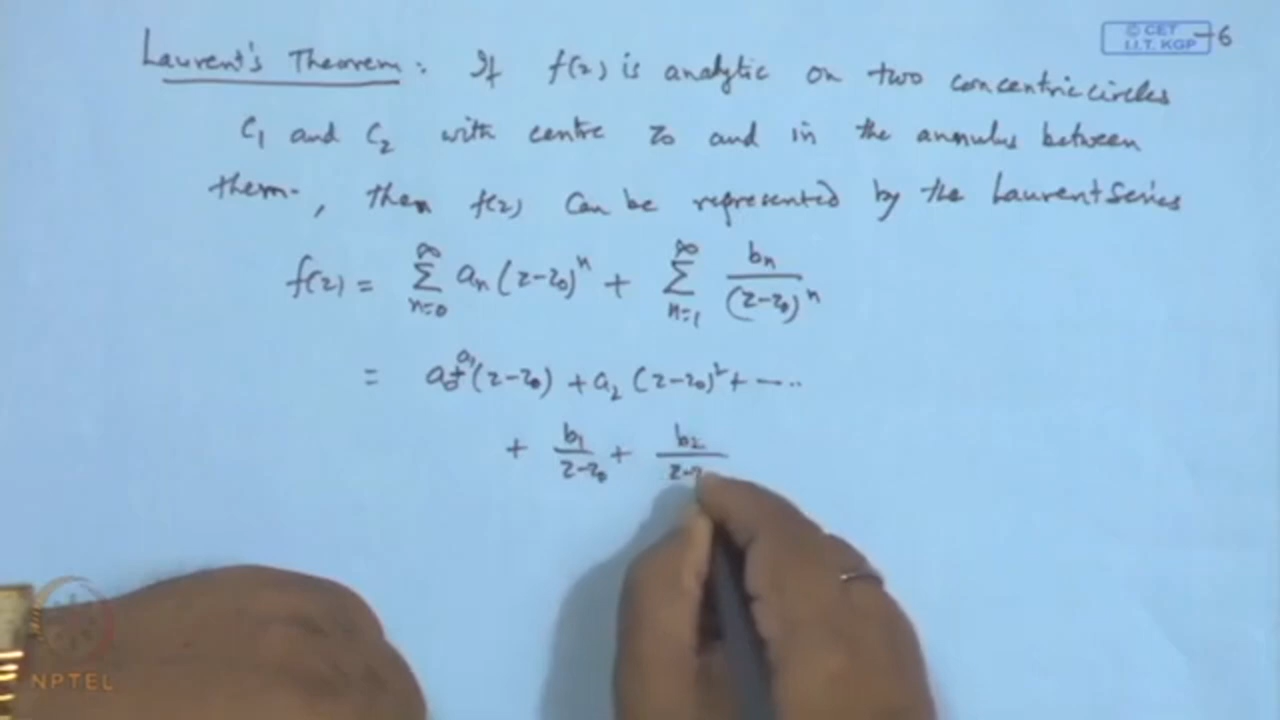 © CET
I.I.T. KGP
-6
Laurent's Theorem: If f(z) is analytic on two concentric circles
C₁ and C₂ with centre z₀ and in the annulus between
them, then f(z) can be represented by the Laurent Series
f(z) = ∑_{n=0}^{∞} aₙ(z-z₀)ⁿ + ∑_{n=1}^{∞} bₙ/(z-z₀)ⁿ
= a₀ + a₁(z-z₀) + a₂(z-z₀)² + ----
+ b₁/(z-z₀) + b₂/(z-z
NPTEL